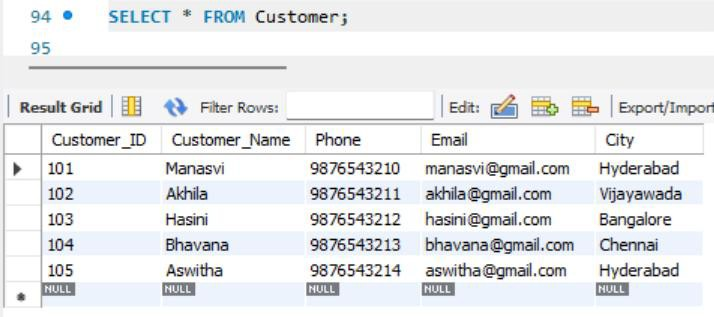 94 SELECT * FROM Customer;
95
Result Grid Filter Rows: Edit: Export/Import
Customer_ID Customer_Name Phone Email City
101 Manasvi 9876543210 manasvi@gmail.com Hyderabad
102 Akhila 9876543211 akhila@gmail.com Vijayawada
103 Hasini 9876543212 hasini@gmail.com Bangalore
104 Bhavana 9876543213 bhavana@gmail.com Chennai
105 Aswitha 9876543214 aswitha@gmail.com Hyderabad
NULL NULL NULL NULL NULL